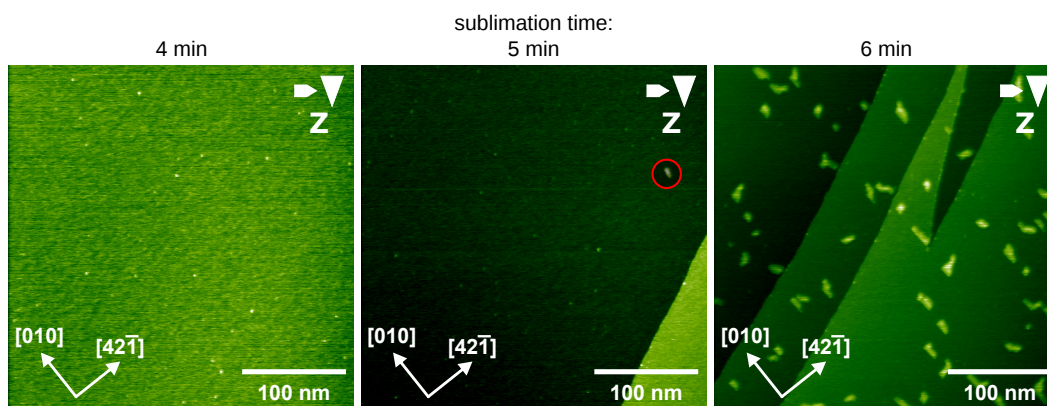 sublimation time:
4 min
5 min
6 min
Z
Z
Z
[010]
[421̅]
100 nm
[010]
[421̅]
100 nm
[010]
[421̅]
100 nm